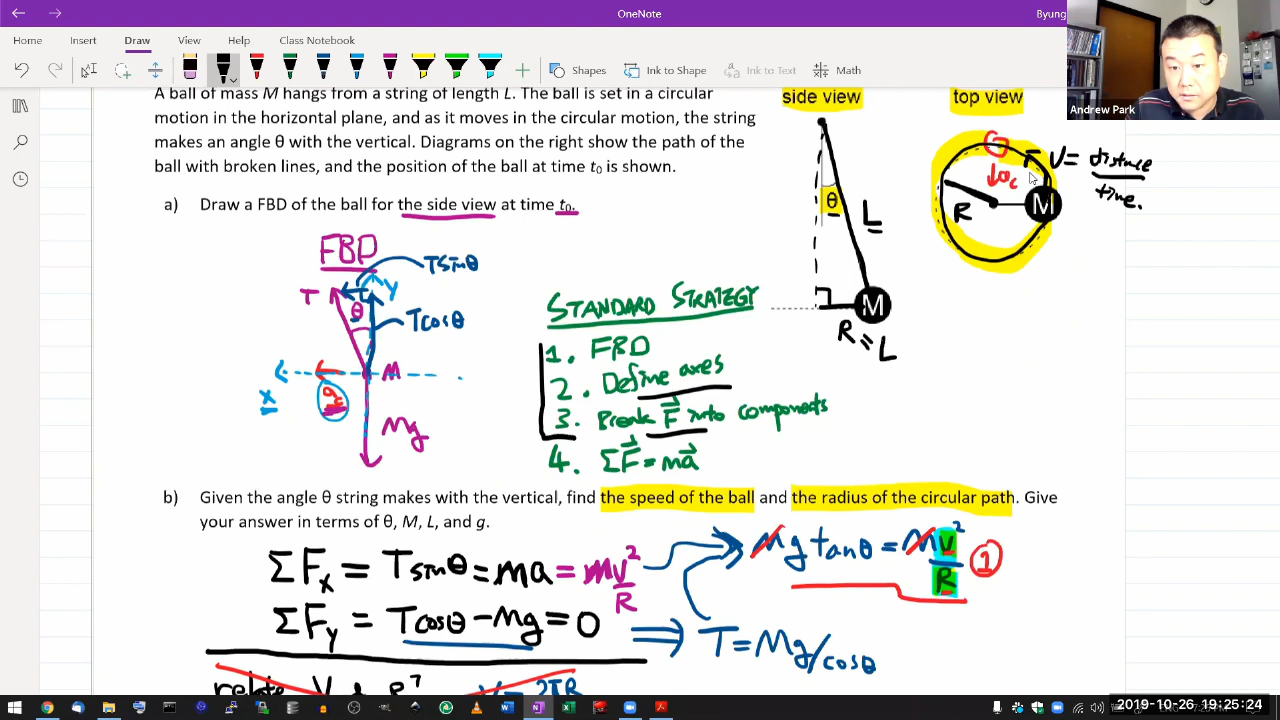 OneNote
Byung
Home Insert Draw View Help Class Notebook
Shapes Ink to Shape Ink to Text Math
Andrew Park
A ball of mass M hangs from a string of length L. The ball is set in a circular
motion in the horizontal plane, and as it moves in the circular motion, the string
makes an angle θ with the vertical. Diagrams on the right show the path of the
ball with broken lines, and the position of the ball at time t₀ is shown.
side view
top view
θ
L
M
R = L
ac
R
M
V = distance
time.
a) Draw a FBD of the ball for the side view at time t₀.
FBD
Tsinθ
T
Y
θ
Tcosθ
M
x
Mg
STANDARD STRATEGY
1. FBD
2. Define axes
3. Break F⃗ into components
4. ΣF⃗ = ma⃗
b) Given the angle θ string makes with the vertical, find the speed of the ball and the radius of the circular path. Give
your answer in terms of θ, M, L, and g.
ΣFx = Tsinθ = ma = mv²/R
Mg tanθ = Mv²/R ①
ΣFy = Tcosθ − Mg = 0
⇒ T = Mg/cosθ
relate V & R?
V = 2πR
2019-10-26 19:25:24